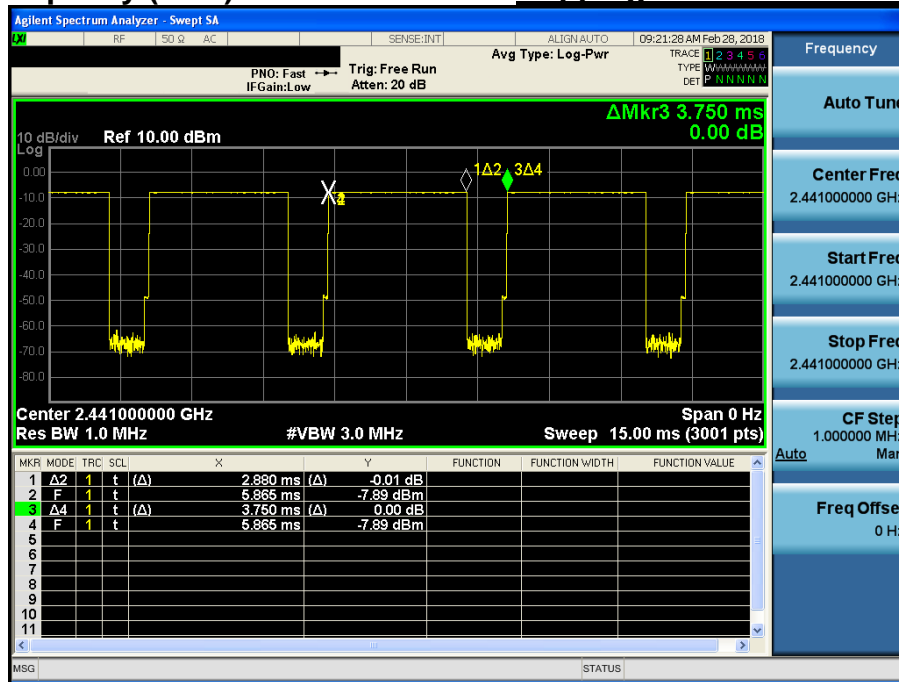 Agilent Spectrum Analyzer - Swept SA
LXI RF 50 Ω AC SENSE:INT ALIGN AUTO 09:21:28 AM Feb 28, 2018
Avg Type: Log-Pwr TRACE 1 2 3 4 5 6
PNO: Fast Trig: Free Run TYPE WWWWWW
IFGain:Low Atten: 20 dB DET P N N N N N
Frequency
ΔMkr3 3.750 ms
0.00 dB
10 dB/div Ref 10.00 dBm
Log
0.00
-10.0
-20.0
-30.0
-40.0
-50.0
-60.0
-70.0
-80.0
1Δ2 3Δ4
Center 2.441000000 GHz Span 0 Hz
Res BW 1.0 MHz #VBW 3.0 MHz Sweep 15.00 ms (3001 pts)
MKR MODE TRC SCL X Y FUNCTION FUNCTION WIDTH FUNCTION VALUE
1 Δ2 1 t (Δ) 2.880 ms (Δ) -0.01 dB
2 F 1 t 5.865 ms -7.89 dBm
3 Δ4 1 t (Δ) 3.750 ms (Δ) 0.00 dB
4 F 1 t 5.865 ms -7.89 dBm
5
6
7
8
9
10
11
MSG STATUS
Auto Tune
Center Freq
2.441000000 GHz
Start Freq
2.441000000 GHz
Stop Freq
2.441000000 GHz
CF Step
1.000000 MHz
Auto Man
Freq Offset
0 Hz